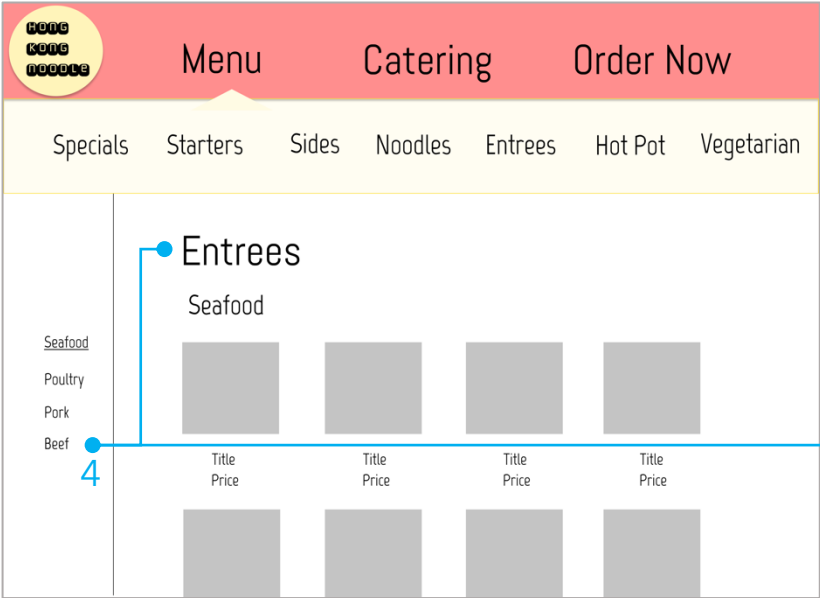 HONG
KONG
NOODLE
Menu Catering Order Now
Specials Starters Sides Noodles Entrees Hot Pot Vegetarian
Entrees
Seafood
Seafood
Poultry
Pork
Beef
4
Title Title Title Title
Price Price Price Price